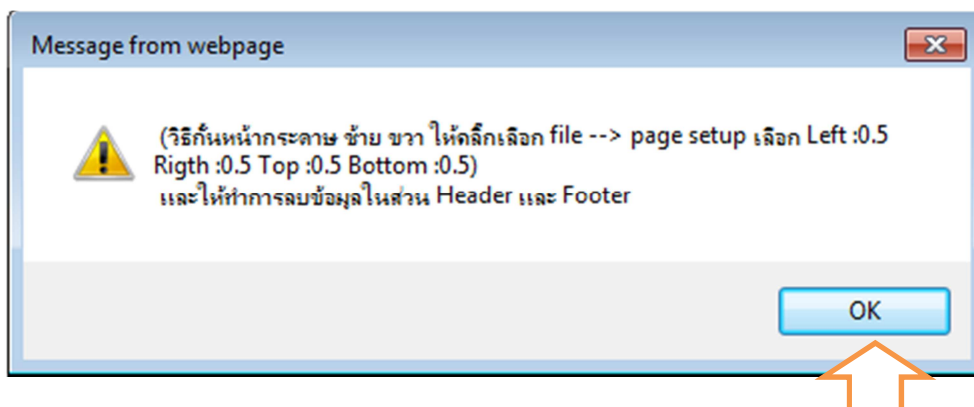 Message from webpage
(วิธีกั้นหน้ากระดาษ ซ้าย ขวา ให้คลิ๊กเลือก file --> page setup เลือก Left :0.5
Rigth :0.5 Top :0.5 Bottom :0.5)
และให้ทำการลบข้อมูลในส่วน Header และ Footer
OK